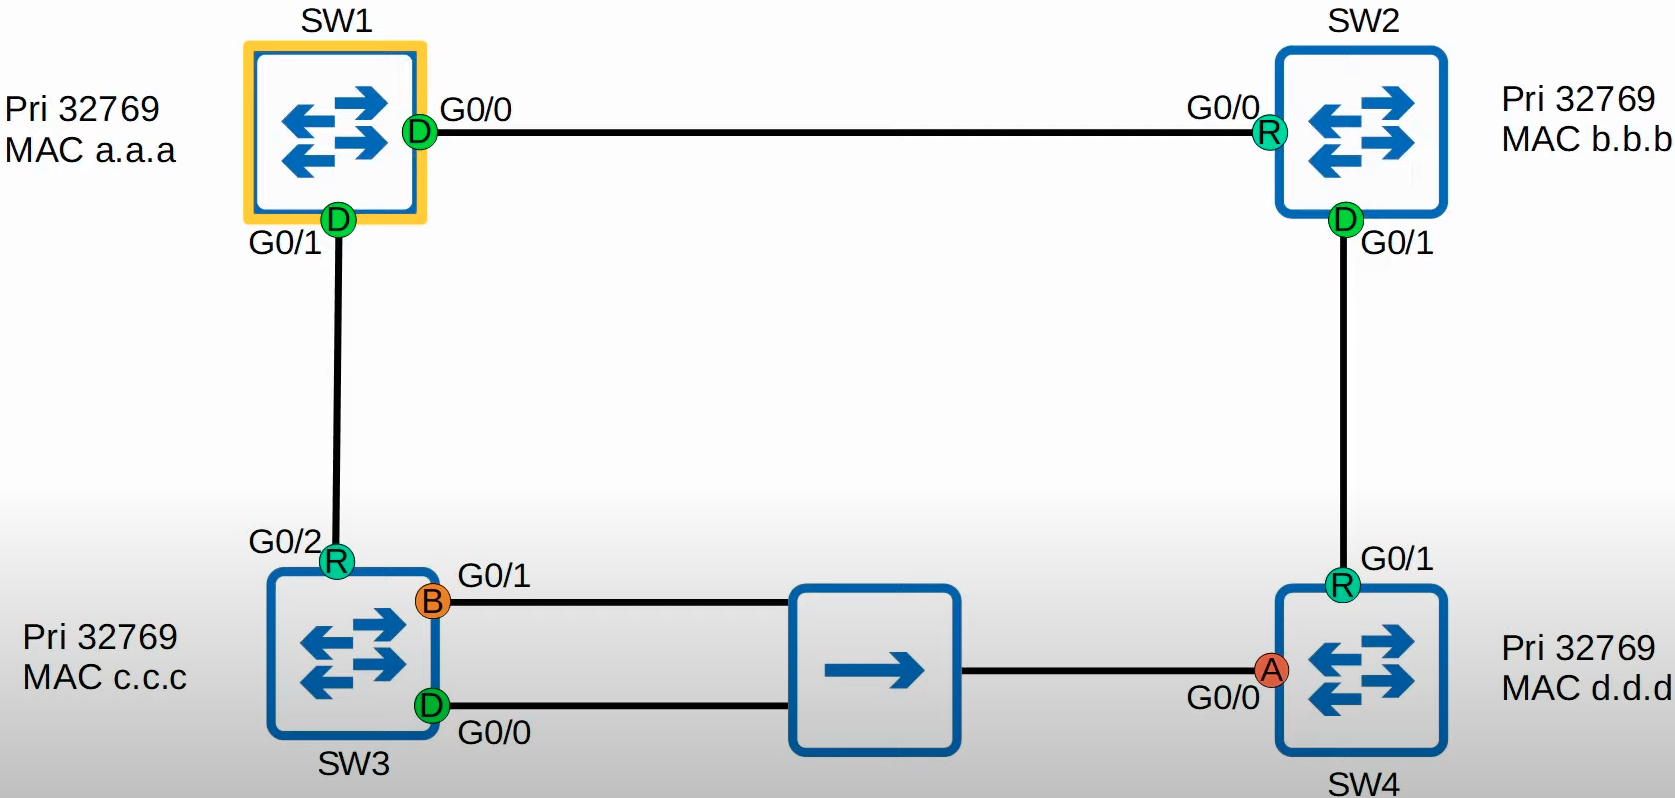 SW1
SW2
Pri 32769
MAC a.a.a
G0/0
D
G0/0
R
Pri 32769
MAC b.b.b
D
G0/1
D
G0/1
G0/2
R
G0/1
B
G0/1
R
Pri 32769
MAC c.c.c
D
G0/0
A
G0/0
Pri 32769
MAC d.d.d
SW3
SW4